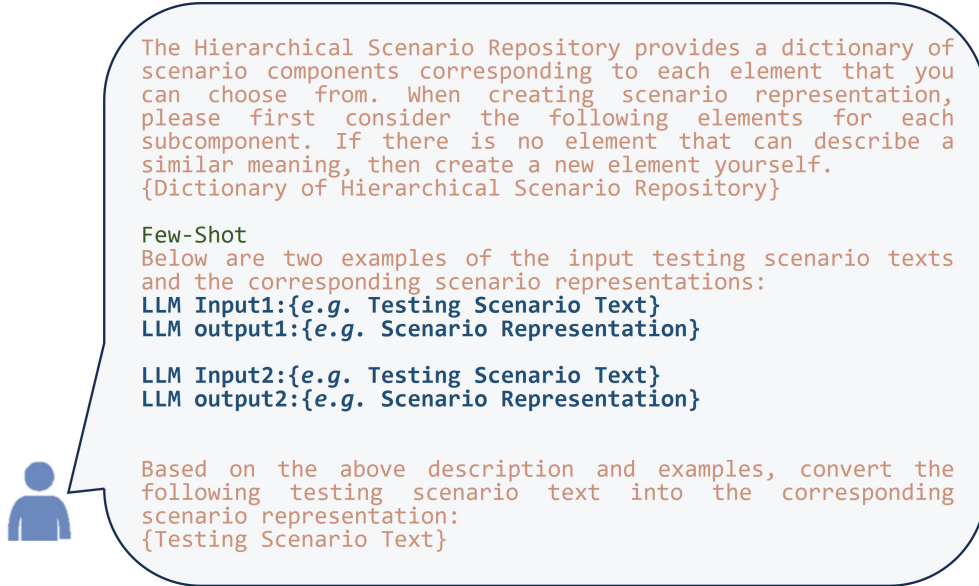 The Hierarchical Scenario Repository provides a dictionary of
scenario components corresponding to each element that you
can choose from. When creating scenario representation,
please first consider the following elements for each
subcomponent. If there is no element that can describe a
similar meaning, then create a new element yourself.
{Dictionary of Hierarchical Scenario Repository}
Few-Shot
Below are two examples of the input testing scenario texts
and the corresponding scenario representations:
LLM Input1:{e.g. Testing Scenario Text}
LLM output1:{e.g. Scenario Representation}
LLM Input2:{e.g. Testing Scenario Text}
LLM output2:{e.g. Scenario Representation}
Based on the above description and examples, convert the
following testing scenario text into the corresponding
scenario representation:
{Testing Scenario Text}